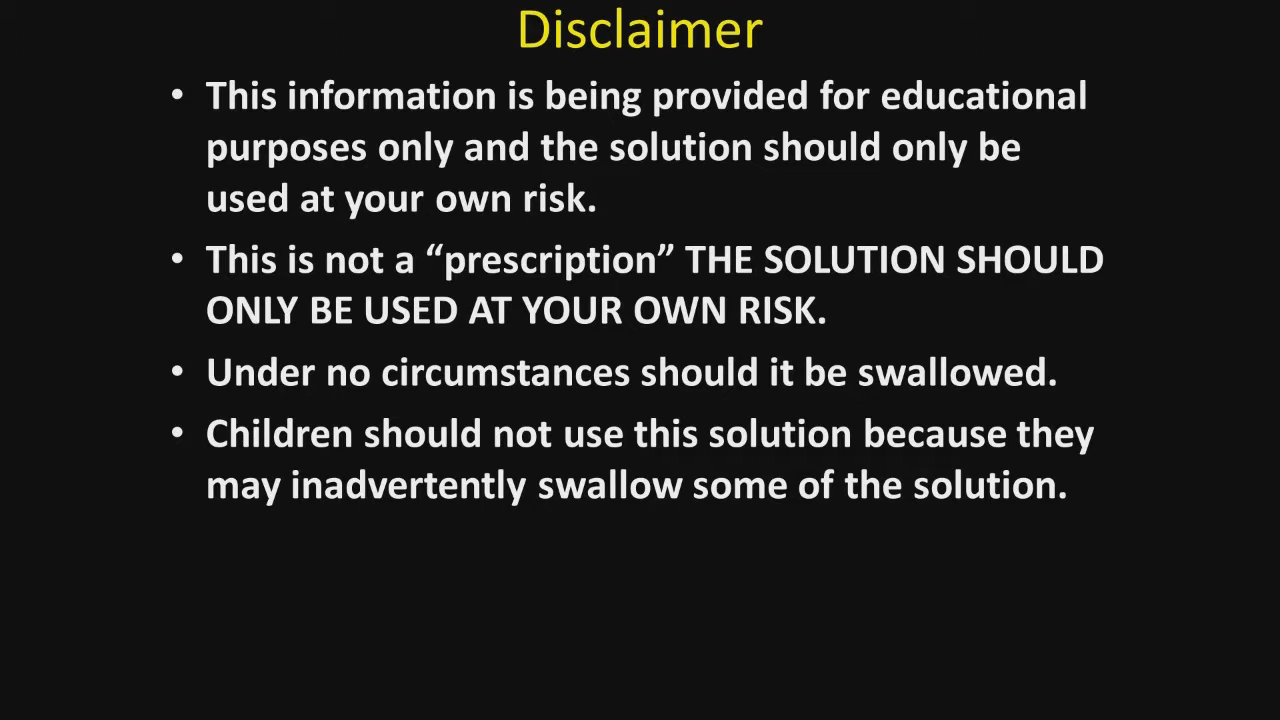 Disclaimer
• This information is being provided for educational
purposes only and the solution should only be
used at your own risk.
• This is not a “prescription” THE SOLUTION SHOULD
ONLY BE USED AT YOUR OWN RISK.
• Under no circumstances should it be swallowed.
• Children should not use this solution because they
may inadvertently swallow some of the solution.